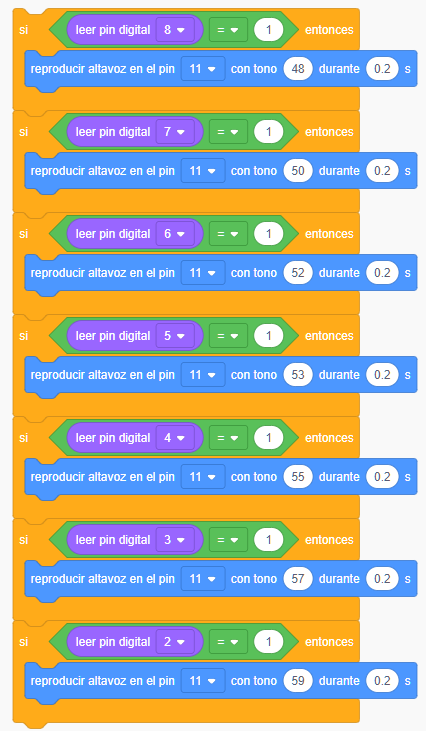 si leer pin digital 8 = 1 entonces
reproducir altavoz en el pin 11 con tono 48 durante 0.2 s
si leer pin digital 7 = 1 entonces
reproducir altavoz en el pin 11 con tono 50 durante 0.2 s
si leer pin digital 6 = 1 entonces
reproducir altavoz en el pin 11 con tono 52 durante 0.2 s
si leer pin digital 5 = 1 entonces
reproducir altavoz en el pin 11 con tono 53 durante 0.2 s
si leer pin digital 4 = 1 entonces
reproducir altavoz en el pin 11 con tono 55 durante 0.2 s
si leer pin digital 3 = 1 entonces
reproducir altavoz en el pin 11 con tono 57 durante 0.2 s
si leer pin digital 2 = 1 entonces
reproducir altavoz en el pin 11 con tono 59 durante 0.2 s